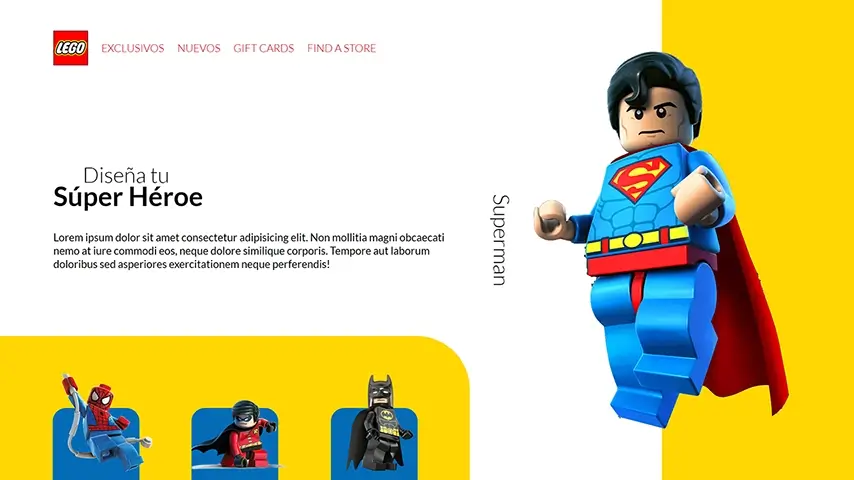 LEGO
EXCLUSIVOS NUEVOS GIFT CARDS FIND A STORE
Diseña tu
Súper Héroe
Lorem ipsum dolor sit amet consectetur adipisicing elit. Non mollitia magni obcaecati
nemo at iure commodi eos, neque dolore similique corporis. Tempore aut laborum
doloribus sed asperiores exercitationem neque perferendis!
Superman
S